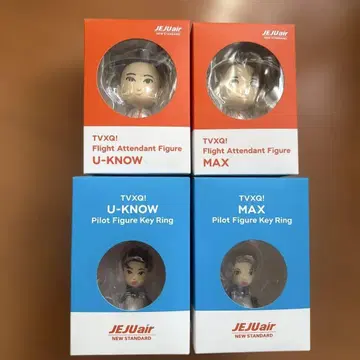 JEJUair
NEW STANDARD
TVXQ!
Flight Attendant Figure
U-KNOW
JEJUair
NEW STANDARD
TVXQ!
Flight Attendant Figure
MAX
TVXQ!
U-KNOW
Pilot Figure Key Ring
JEJUair
NEW STANDARD
TVXQ!
MAX
Pilot Figure Key Ring
JEJUair
NEW STANDARD